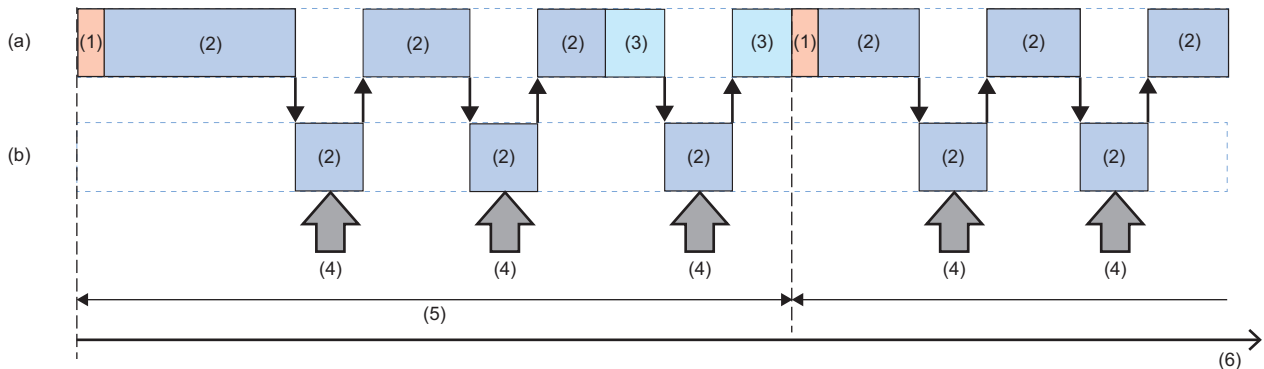 (a) (1) (2) (2) (2) (3) (3) (1) (2) (2) (2)
(b) (2) (2) (2) (2) (2)
(4) (4) (4) (4) (4)
(5)
(6)